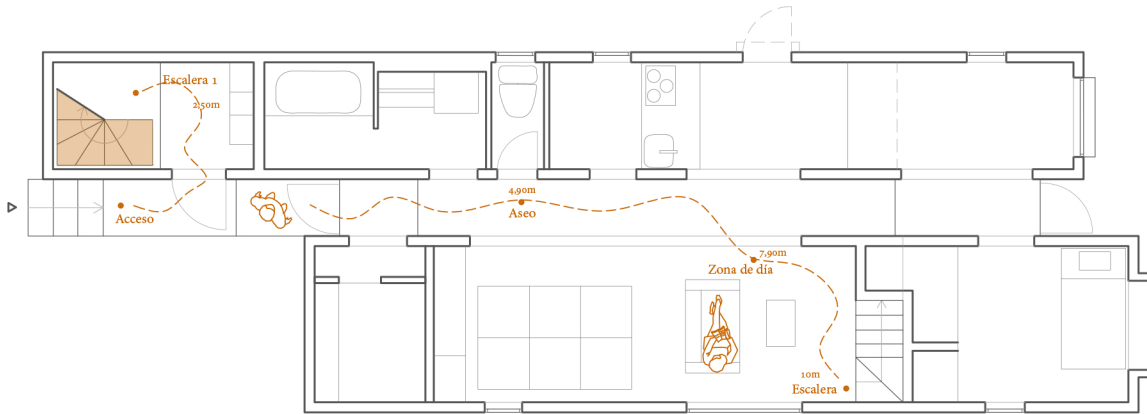 Escalera 1
2,50m
Acceso
4,90m
Aseo
7,90m
Zona de día
10m
Escalera